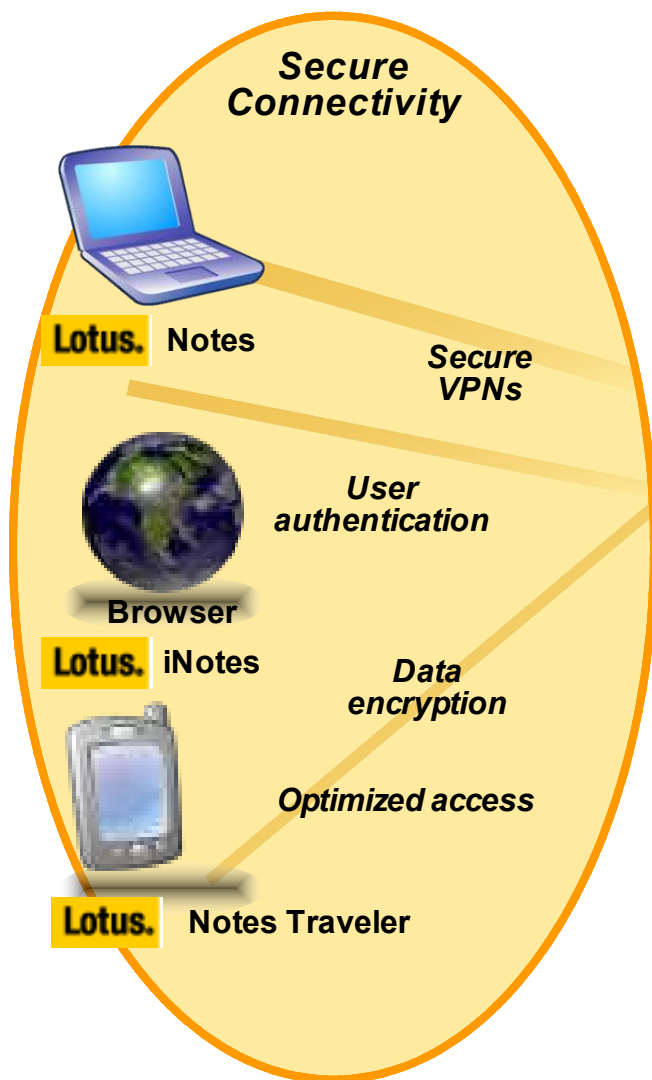 Secure
Connectivity
Lotus. Notes
Secure
VPNs
User
authentication
Browser
Lotus. iNotes
Data
encryption
Optimized access
Lotus. Notes Traveler